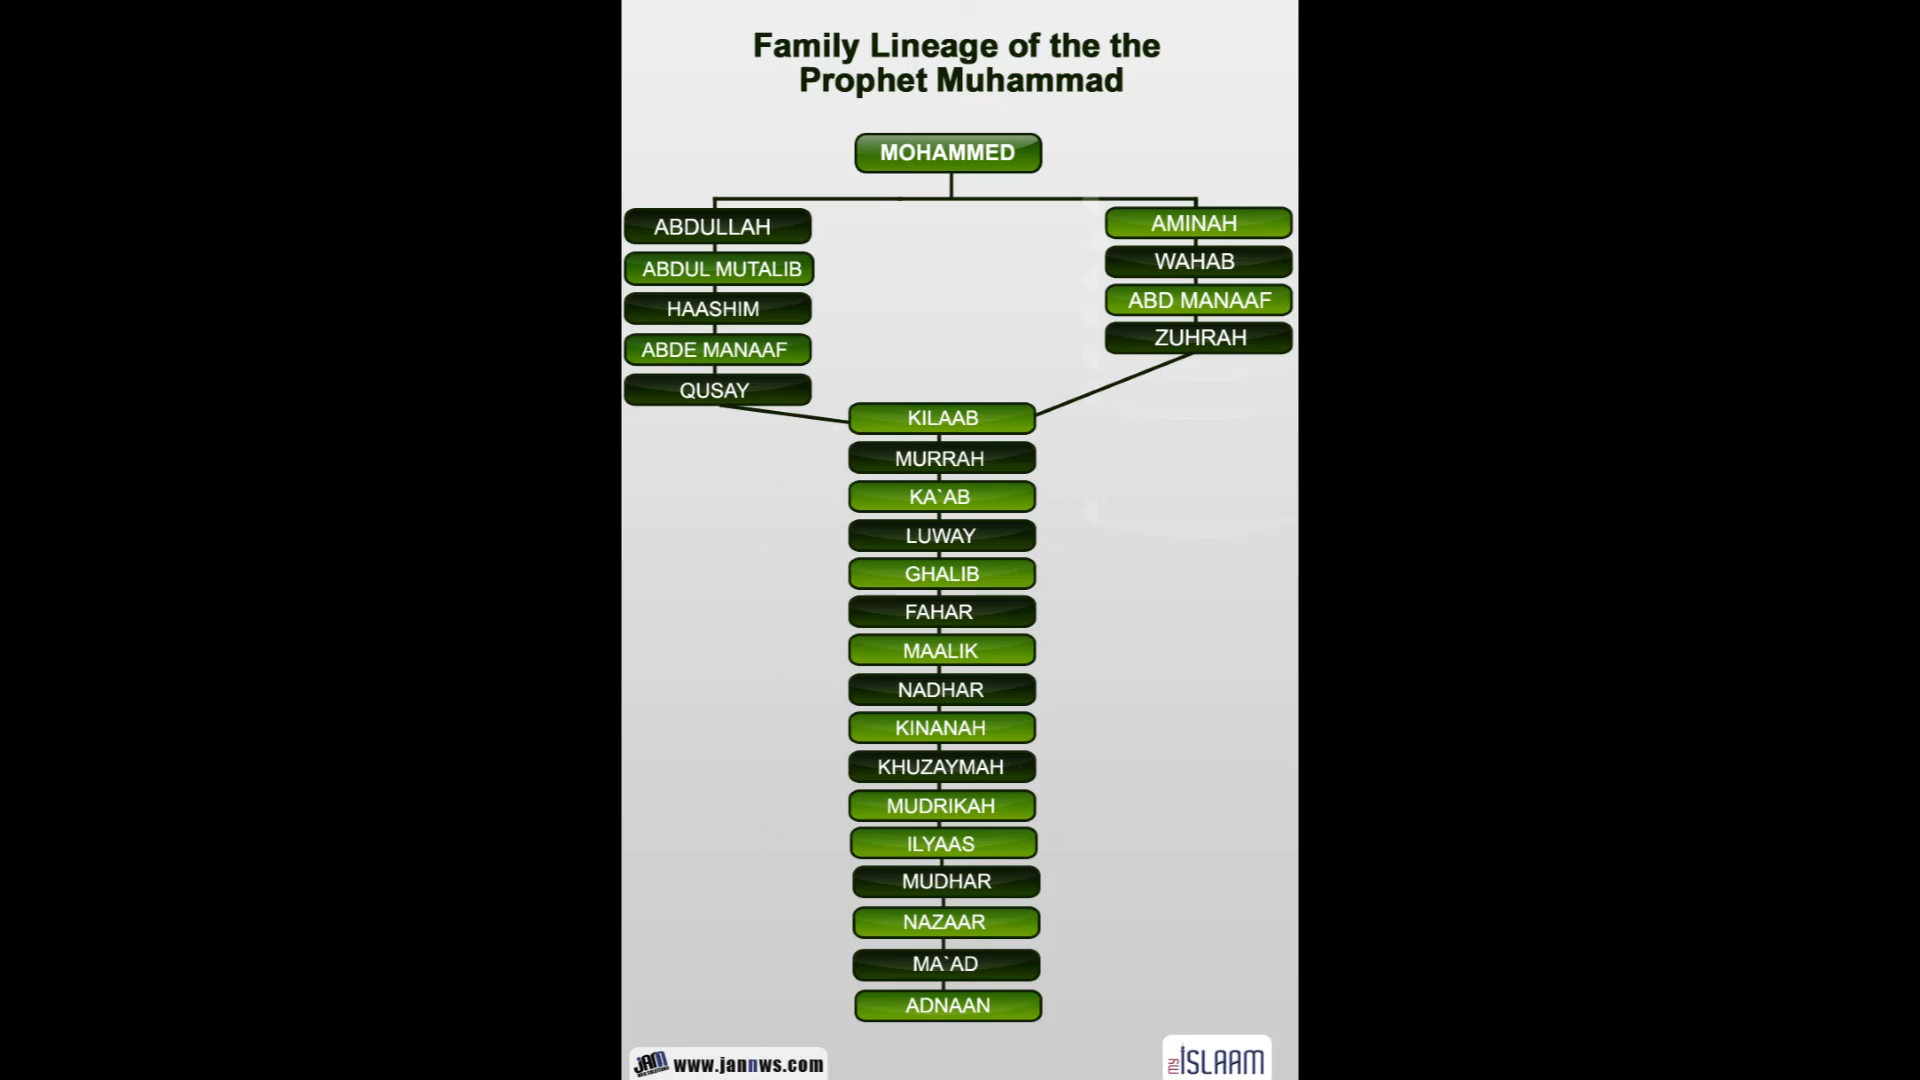 Family Lineage of the the
Prophet Muhammad
MOHAMMED
ABDULLAH
ABDUL MUTALIB
HAASHIM
ABDE MANAAF
QUSAY
AMINAH
WAHAB
ABD MANAAF
ZUHRAH
KILAAB
MURRAH
KA`AB
LUWAY
GHALIB
FAHAR
MAALIK
NADHAR
KINANAH
KHUZAYMAH
MUDRIKAH
ILYAAS
MUDHAR
NAZAAR
MA`AD
ADNAAN
JAM www.jannws.com
my ISLAAM